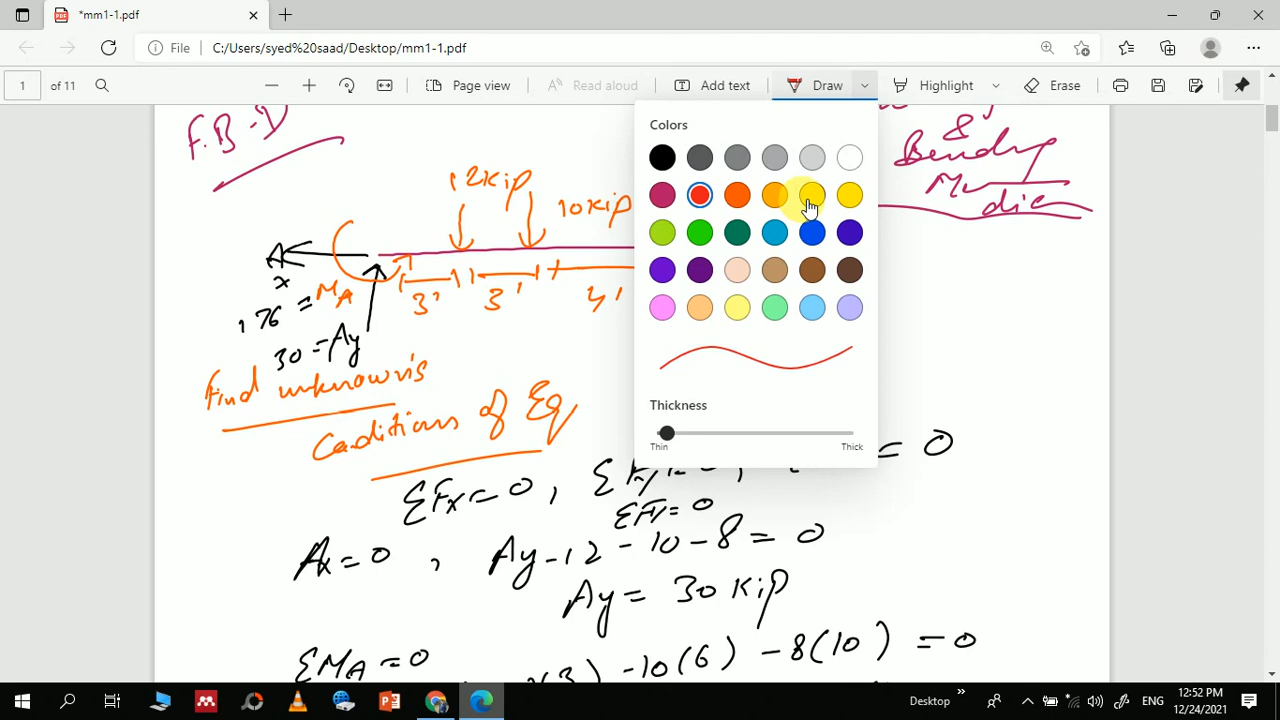 *mm1-1.pdf
File C:/Users/syed%20saad/Desktop/mm1-1.pdf
1 of 11 Page view Read aloud Add text Draw Highlight Erase
Colors
Thickness
Thin Thick
F.B-D
&
Bending
12kip
10kip
x
MA
3' 3' 4'
176 =
30 = Ay
Find unknowns
Conditions of Eq
= 0
ΣFx = 0, 
ΣFy = 0
Ax = 0 , Ay - 12 - 10 - 8 = 0
Ay = 30 kip
ΣMA = 0
(3) - 10(6) - 8(10) = 0
Desktop ENG 12:52 PM
12/24/2021